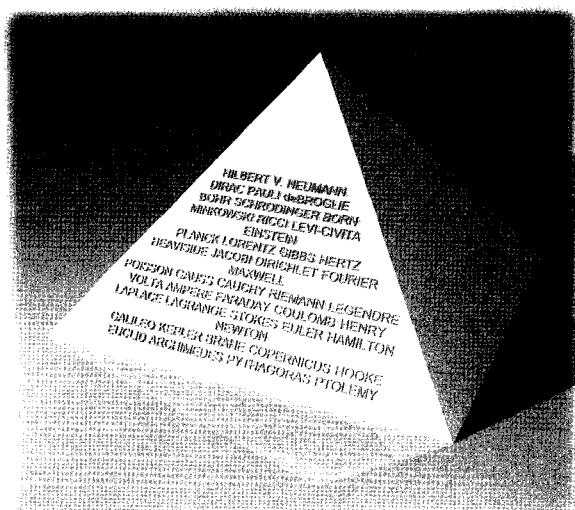 HILBERT V. NEUMANN
DIRAC PAULI deBROGLIE
BOHR SCHRODINGER BORN
MINKOWSKI RICCI LEVI-CIVITA
EINSTEIN
PLANCK LORENTZ GIBBS HERTZ
HEAVISIDE JACOBI DIRICHLET FOURIER
MAXWELL
POISSON GAUSS CAUCHY RIEMANN LEGENDRE
VOLTA AMPERE FARADAY COULOMB HENRY
LAPLACE LAGRANGE STOKES EULER HAMILTON
NEWTON
GALILEO KEPLER BRAHE COPERNICUS HOOKE
EUCLID ARCHIMEDES PYTHAGORAS PTOLEMY